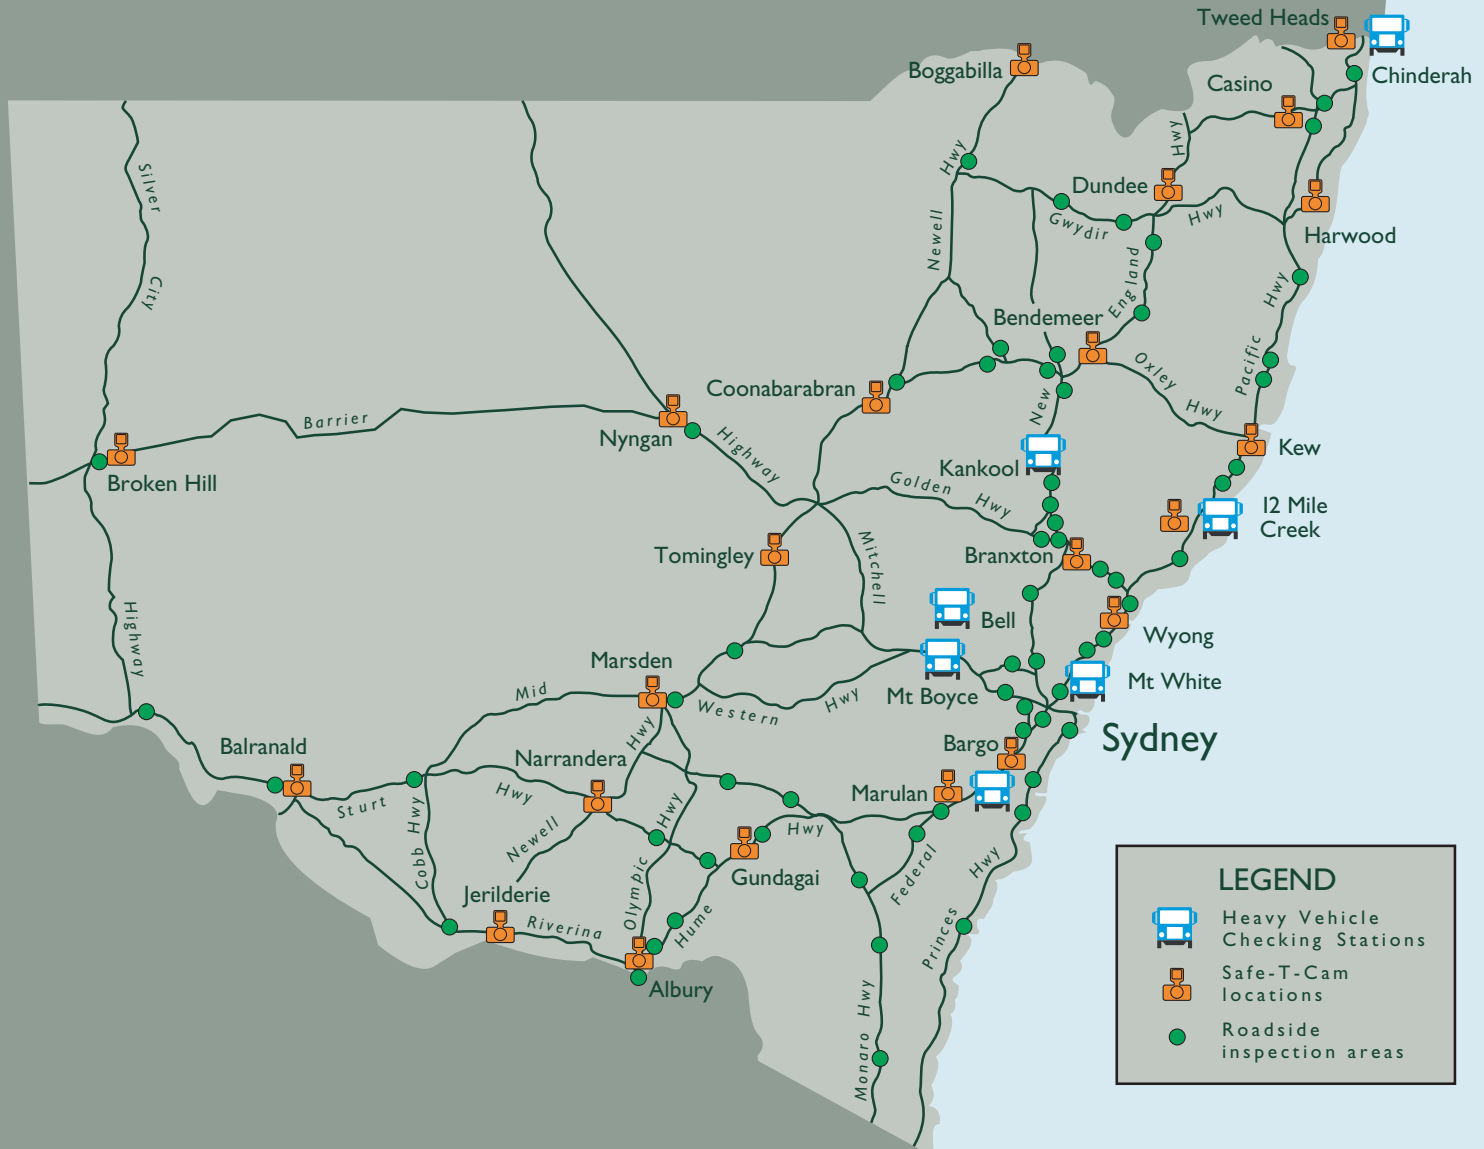 Tweed Heads
Boggabilla
Chinderah
Casino
Hwy
Hwy
Silver
Dundee
Gwydir
Hwy
Newell
Harwood
City
England
Hwy
Bendemeer
Pacific
Oxley
Coonabarabran
New
Hwy
Barrier
Nyngan
Highway
Kew
Kankool
Broken Hill
Golden
Hwy
12 Mile
Creek
Tomingley
Branxton
Mitchell
Highway
Bell
Wyong
Marsden
Mt White
Mid
Mt Boyce
Hwy
Western
Hwy
Sydney
Balranald
Bargo
Narrandera
Sturt
Hwy
Marulan
Hwy
Cobb Hwy
Newell
Hwy
Hwy
Federal
Gundagai
Olympic
Jerilderie
Riverina
Hume
Princes
Albury
Monaro Hwy
LEGEND
Heavy Vehicle
Checking Stations
Safe-T-Cam
locations
Roadside
inspection areas